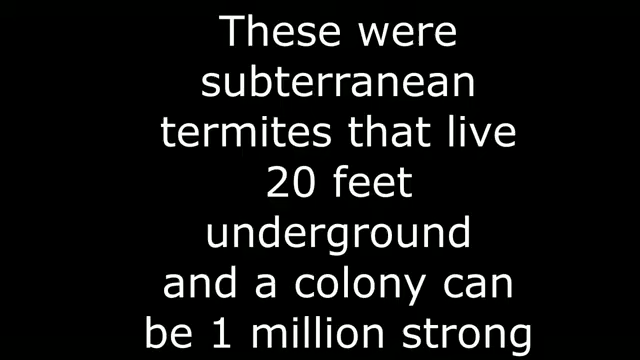 These were
subterranean
termites that live
20 feet
underground
and a colony can
be 1 million strong